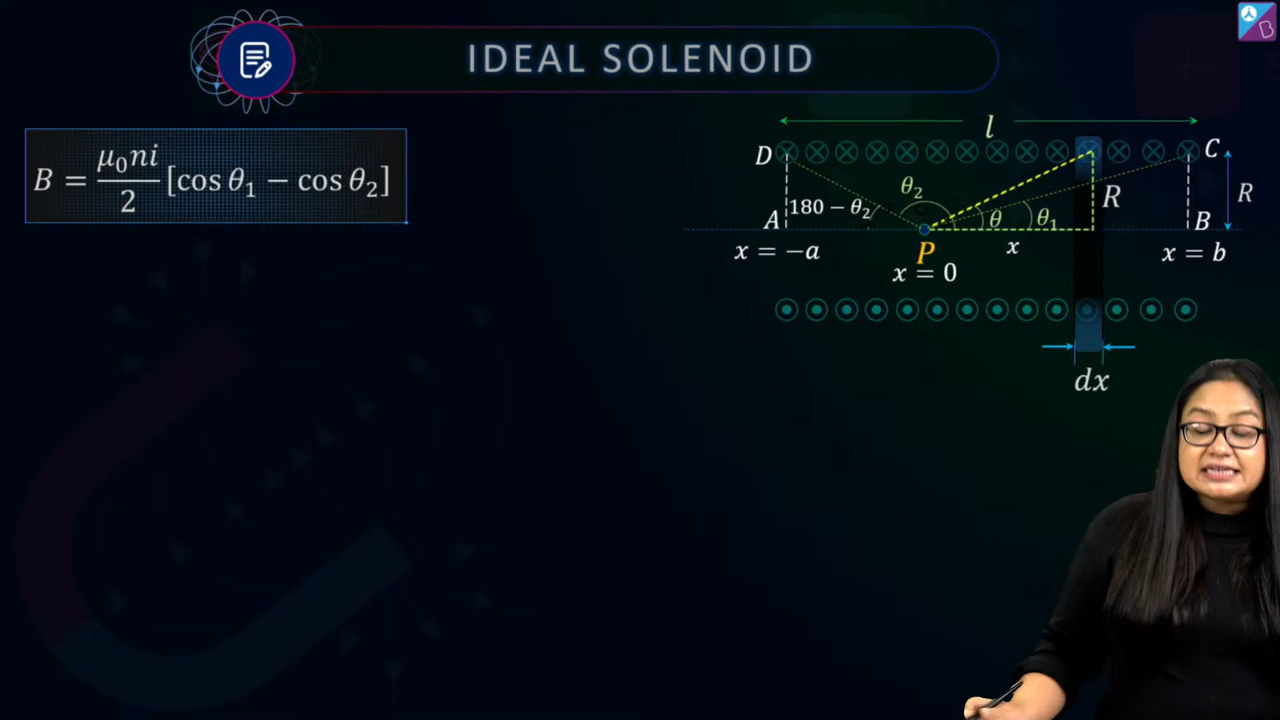 IDEAL SOLENOID
B = μ₀ni/2 [cos θ₁ − cos θ₂]
l
D
C
θ₂
R
R
180 − θ₂
θ
θ₁
A
B
x = −a
P
x
x = b
x = 0
dx
B